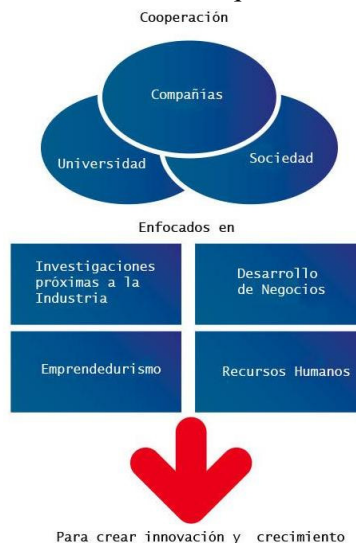 Cooperación
Compañías
Universidad
Sociedad
Enfocados en
Investigaciones
próximas a la
Industria
Desarrollo
de Negocios
Emprendedurismo
Recursos Humanos
Para crear innovación y crecimiento